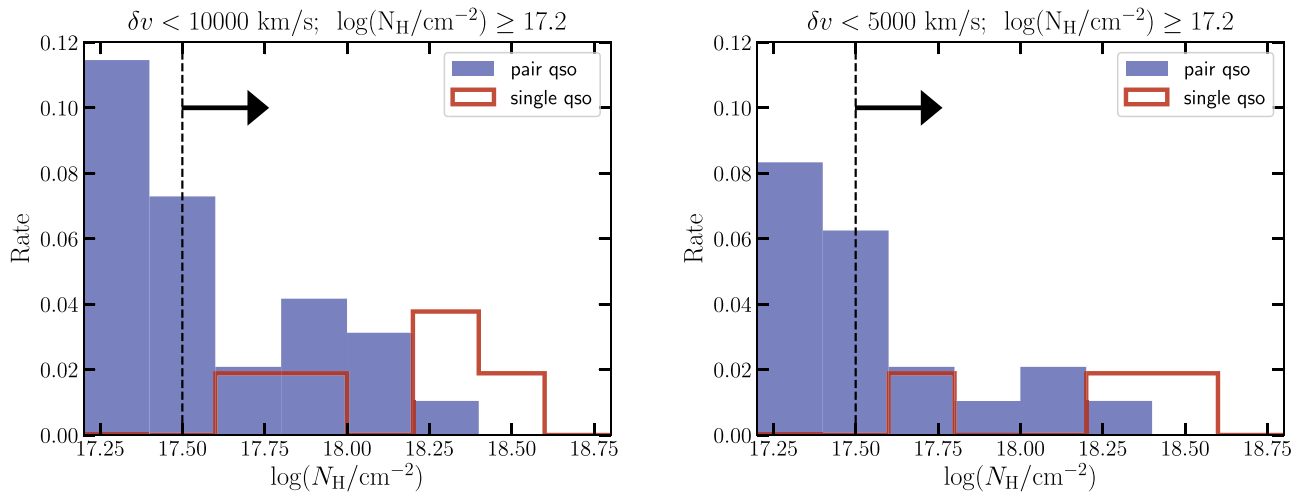 δv < 10000 km/s; log(N_H/cm⁻²) ≥ 17.2
0.12
0.10
0.08
0.06
0.04
0.02
0.00
Rate
pair qso
single qso
17.25 17.50 17.75 18.00 18.25 18.50 18.75
log(N_H/cm⁻²)
δv < 5000 km/s; log(N_H/cm⁻²) ≥ 17.2
0.12
0.10
0.08
0.06
0.04
0.02
0.00
Rate
pair qso
single qso
17.25 17.50 17.75 18.00 18.25 18.50 18.75
log(N_H/cm⁻²)